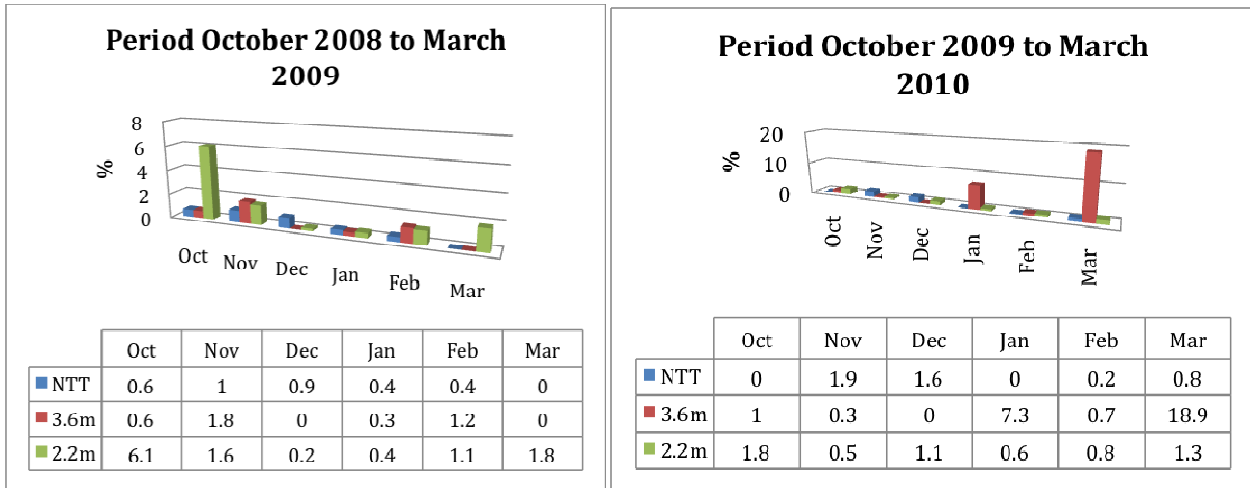 Period October 2008 to March
2009
8
6
4
2
0
%
Oct Nov Dec Jan Feb Mar
Oct Nov Dec Jan Feb Mar
NTT 0.6 1 0.9 0.4 0.4 0
3.6m 0.6 1.8 0 0.3 1.2 0
2.2m 6.1 1.6 0.2 0.4 1.1 1.8
Period October 2009 to March
2010
20
10
0
%
Oct Nov Dec Jan Feb Mar
Oct Nov Dec Jan Feb Mar
NTT 0 1.9 1.6 0 0.2 0.8
3.6m 1 0.3 0 7.3 0.7 18.9
2.2m 1.8 0.5 1.1 0.6 0.8 1.3